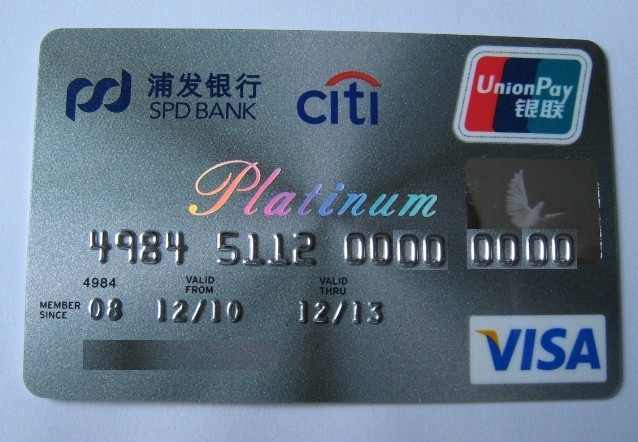 浦发银行
SPD BANK
citi
UnionPay
银联
Platinum
4984 5112 0000 0000
4984
VALID FROM
VALID THRU
MEMBER SINCE
08 12/10 12/13
VISA